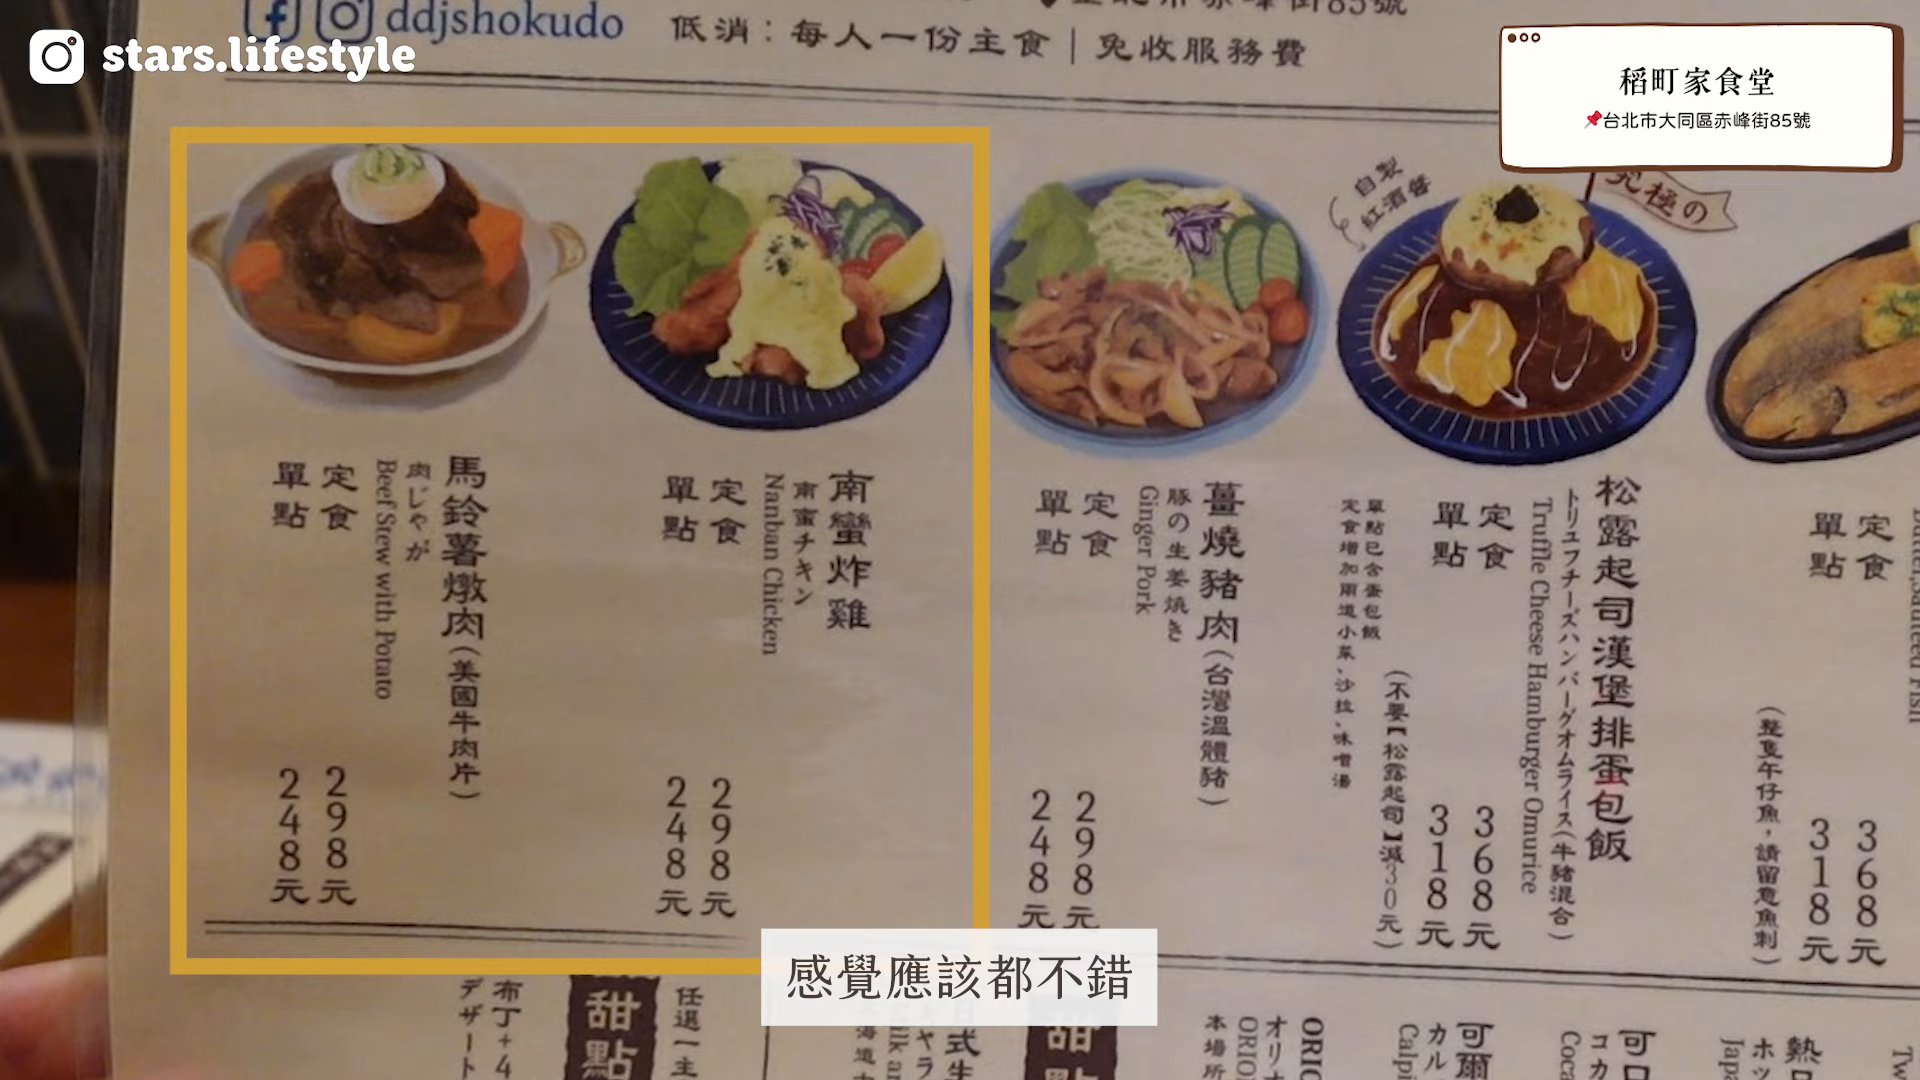 stars.lifestyle
ddjshokudo
低消：每人一份主食｜免收服務費
稻町家食堂
📌台北市大同區赤峰街85號
自製
紅酒醬
究極の
馬鈴薯燉肉(美國牛肉片)
肉じゃが
Beef Stew with Potato
定食 298元
單點 248元
南蠻炸雞
南蛮チキン
Nanban Chicken
定食 298元
單點 248元
薑燒豬肉(台灣溫體豬)
豚の生姜焼き
Ginger Pork
定食 298元
單點 248元
松露起司漢堡排蛋包飯
トリュフチーズハンバーグオムライス(牛豬混合)
Truffle Cheese Hamburger Omurice
定食 368元
單點 318元
(不要【松露起司】減30元)
單點已含蛋包飯
定食增加兩道小菜、沙拉、味噌湯
定食 368元
單點 318元
(整隻午仔魚，請留意魚刺)
感覺應該都不錯
布丁+4
デザート
甜點
任選一主